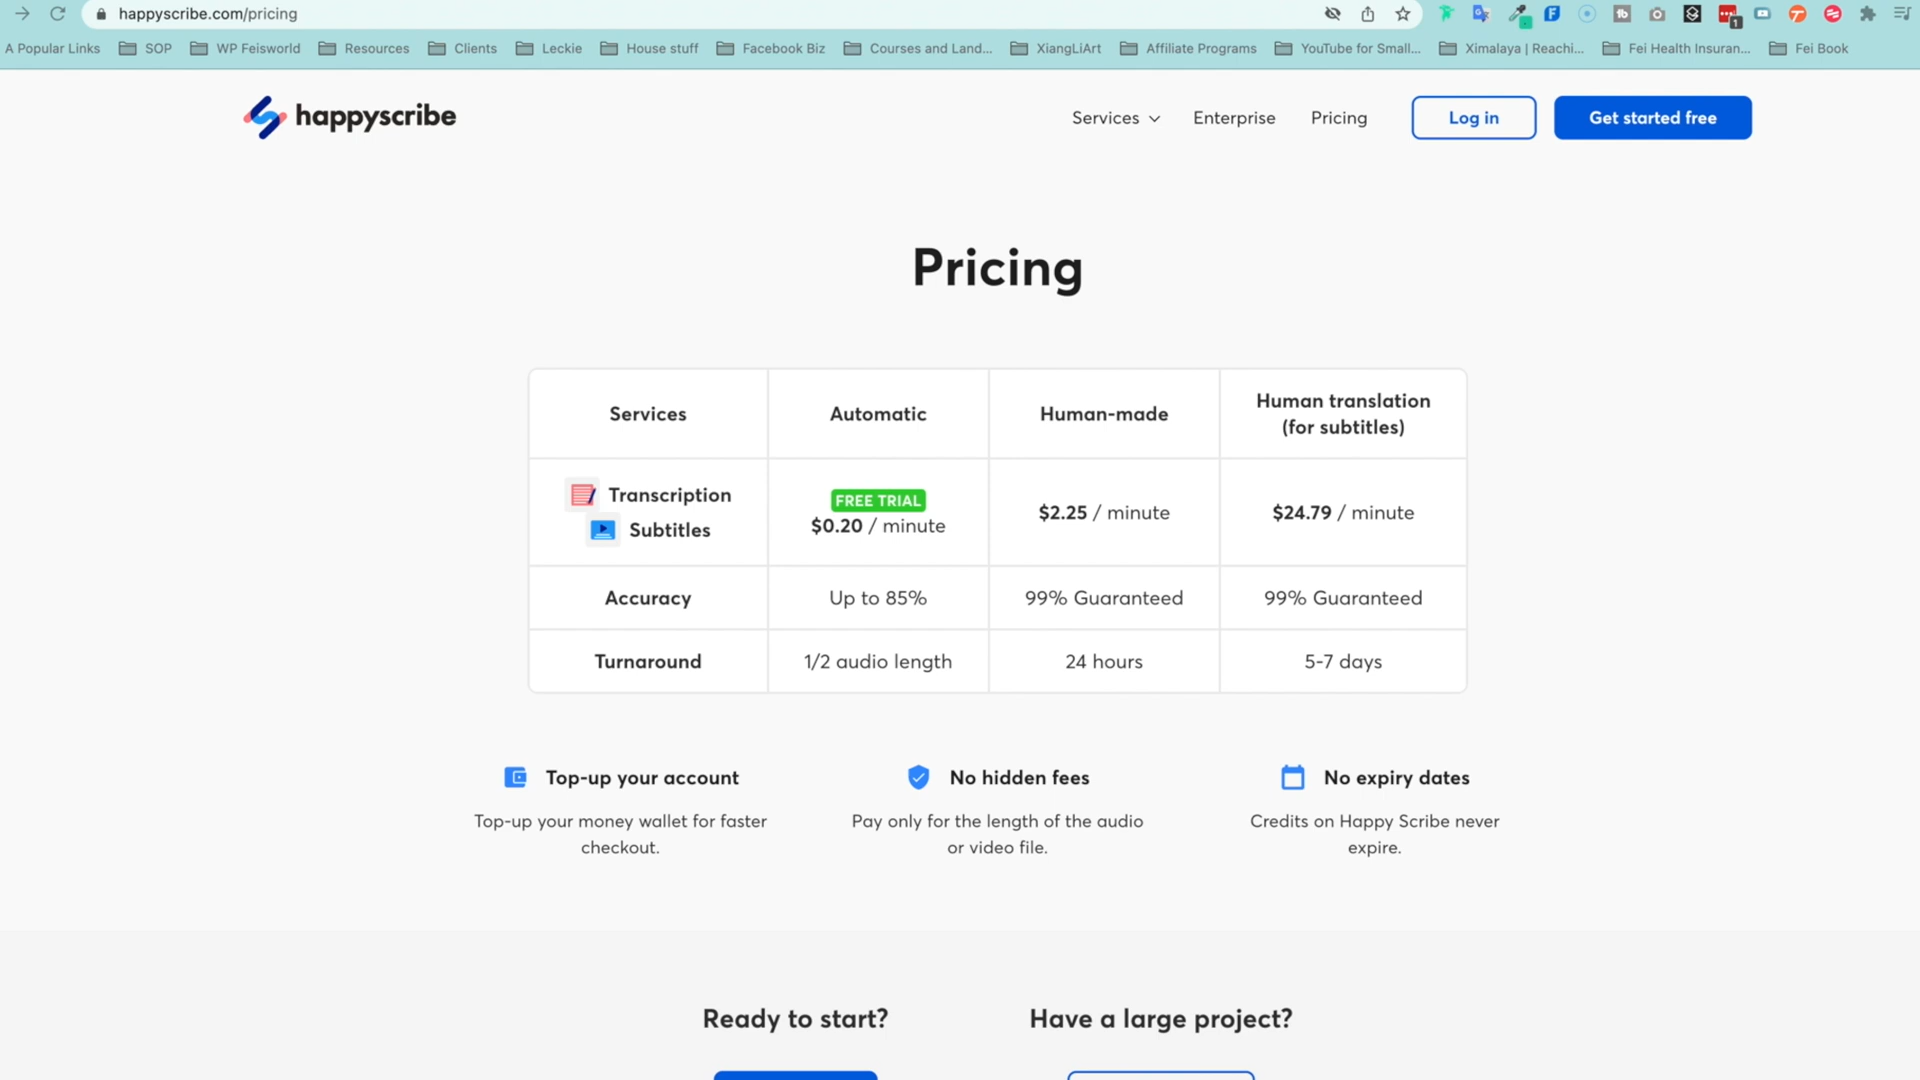 happyscribe.com/pricing
A Popular Links SOP WP Feisworld Resources Clients Leckie House stuff Facebook Biz Courses and Land... XiangLiArt Affiliate Programs YouTube for Small... Ximalaya | Reachi... Fei Health Insuran... Fei Book
happyscribe
Services Enterprise Pricing Log in Get started free
Pricing
Services Automatic Human-made Human translation
(for subtitles)
Transcription
Subtitles
FREE TRIAL
$0.20 / minute
$2.25 / minute
$24.79 / minute
Accuracy Up to 85% 99% Guaranteed 99% Guaranteed
Turnaround 1/2 audio length 24 hours 5-7 days
Top-up your account
Top-up your money wallet for faster
checkout.
No hidden fees
Pay only for the length of the audio
or video file.
No expiry dates
Credits on Happy Scribe never
expire.
Ready to start? Have a large project?